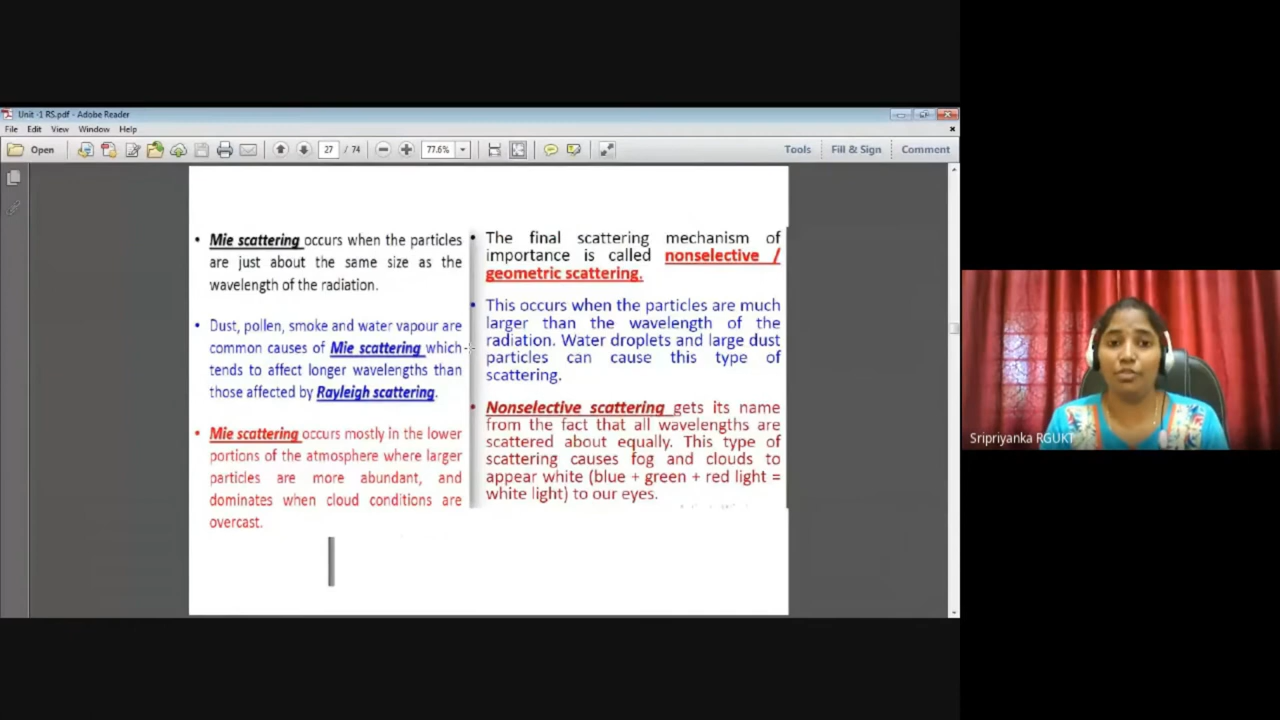 Unit -1 RS.pdf - Adobe Reader
File Edit View Window Help
Open 27 / 74 77.6% Tools Fill & Sign Comment
• Mie scattering occurs when the particles
are just about the same size as the
wavelength of the radiation.
• Dust, pollen, smoke and water vapour are
common causes of Mie scattering which
tends to affect longer wavelengths than
those affected by Rayleigh scattering.
• Mie scattering occurs mostly in the lower
portions of the atmosphere where larger
particles are more abundant, and
dominates when cloud conditions are
overcast.
• The final scattering mechanism of
importance is called nonselective /
geometric scattering.
• This occurs when the particles are much
larger than the wavelength of the
radiation. Water droplets and large dust
particles can cause this type of
scattering.
• Nonselective scattering gets its name
from the fact that all wavelengths are
scattered about equally. This type of
scattering causes fog and clouds to
appear white (blue + green + red light =
white light) to our eyes.
Sripriyanka RGUKT